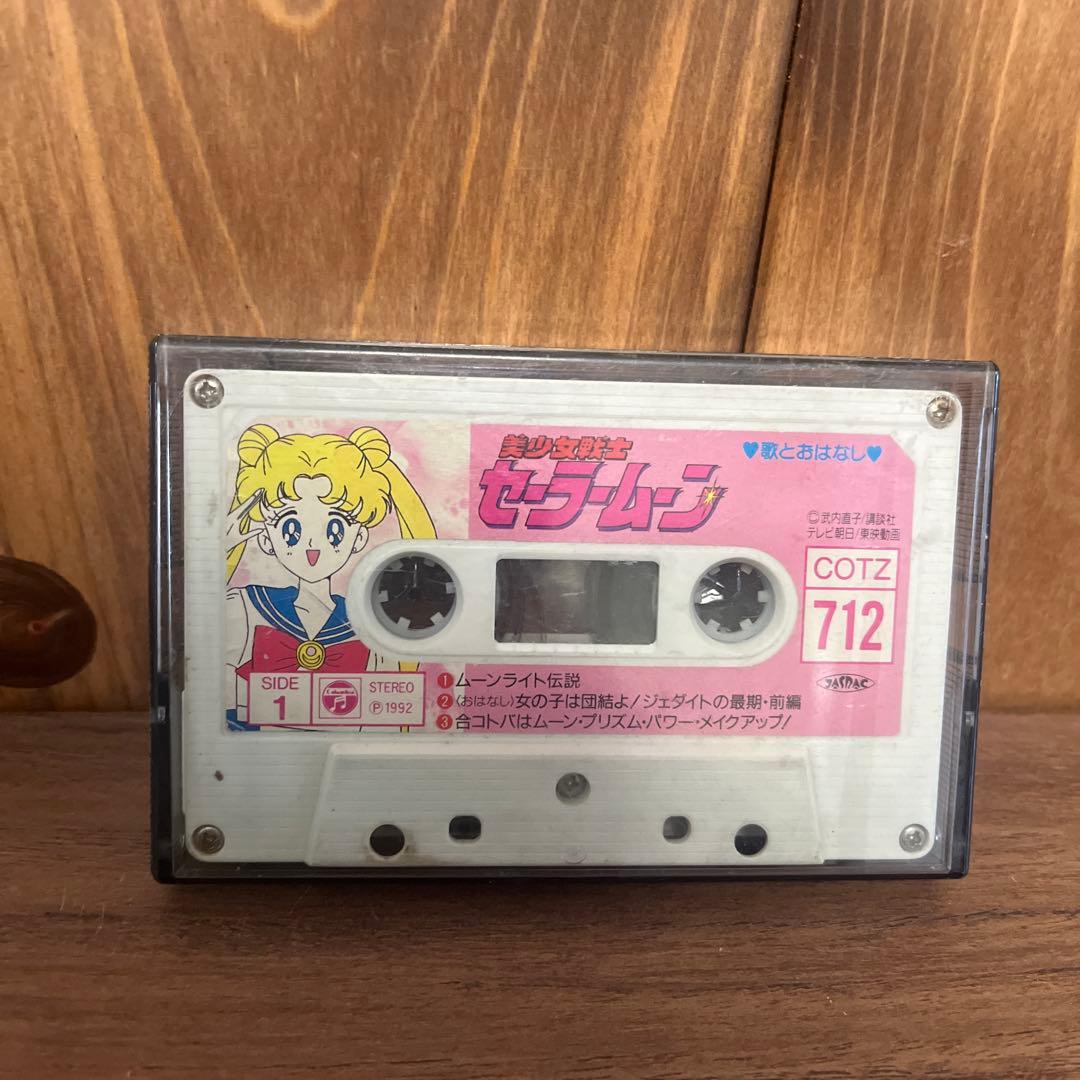 美少女戦士
セーラームーン
♥歌とおはなし♥
©武内直子/講談社
テレビ朝日/東映動画
COTZ
712
JASRAC
SIDE
1
Columbia
STEREO
Ⓟ1992
❶ムーンライト伝説
❷〈おはなし〉女の子は団結よ!ジェダイトの最期・前編
❸合コトバはムーン・プリズム・パワー・メイクアップ!